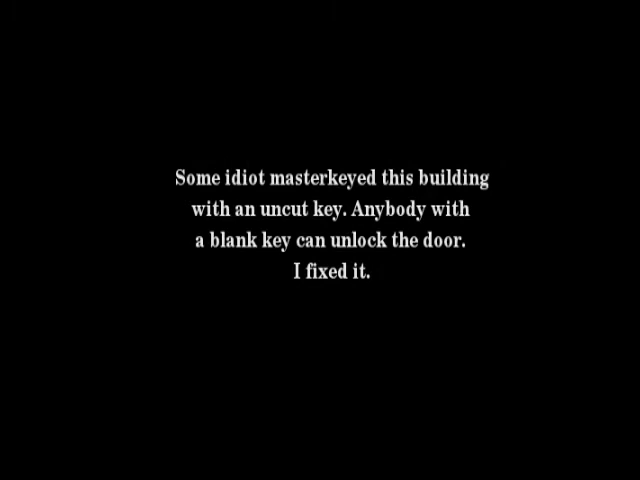 Some idiot masterkeyed this building
with an uncut key. Anybody with
a blank key can unlock the door.
I fixed it.